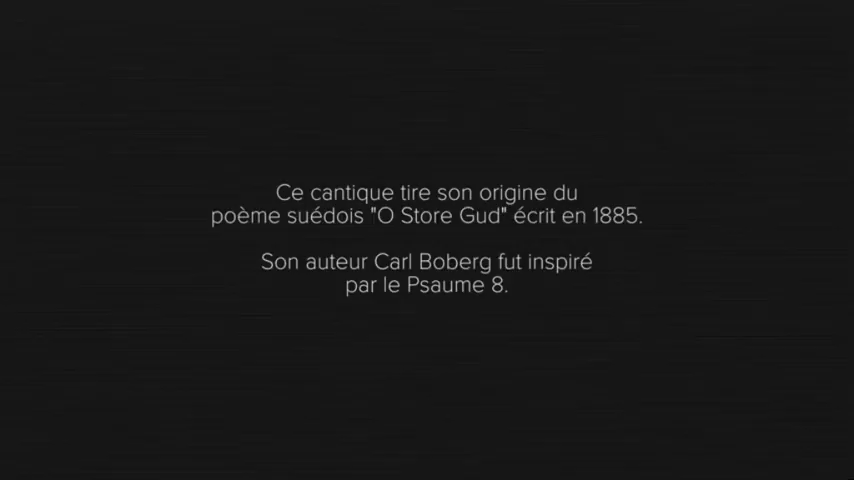 Ce cantique tire son origine du
poème suédois "O Store Gud" écrit en 1885.
Son auteur Carl Boberg fut inspiré
par le Psaume 8.